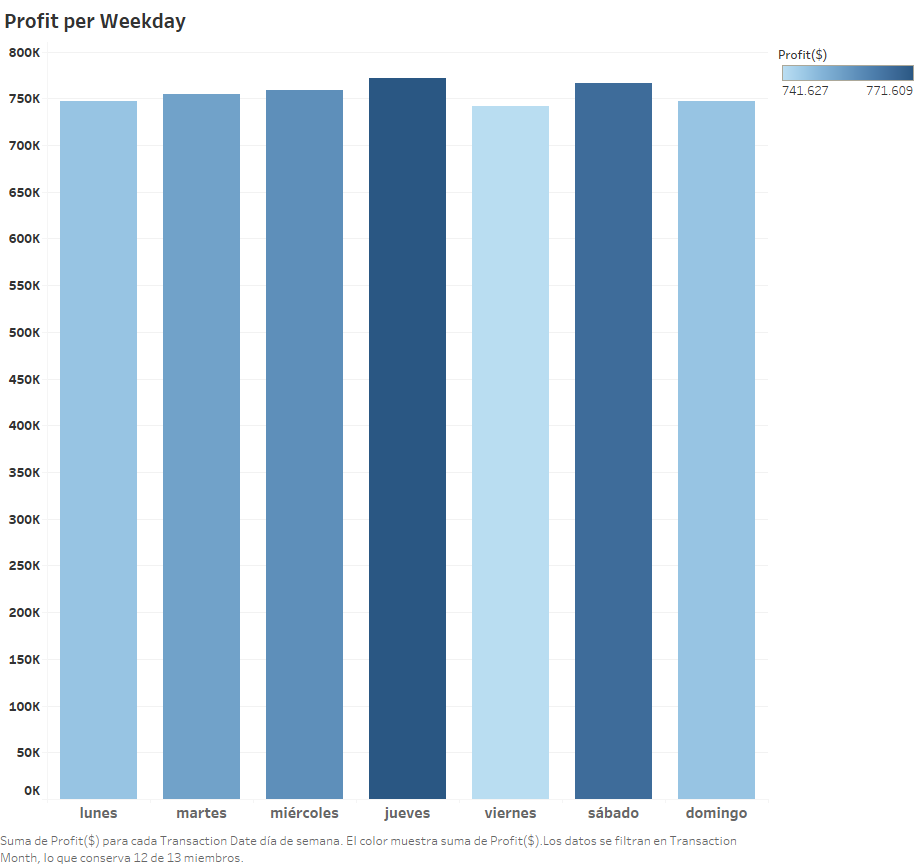 Profit per Weekday
Profit($)
741.627 771.609
800K
750K
700K
650K
600K
550K
500K
450K
400K
350K
300K
250K
200K
150K
100K
50K
0K
lunes martes miércoles jueves viernes sábado domingo
Suma de Profit($) para cada Transaction Date día de semana. El color muestra suma de Profit($).Los datos se filtran en Transaction
Month, lo que conserva 12 de 13 miembros.